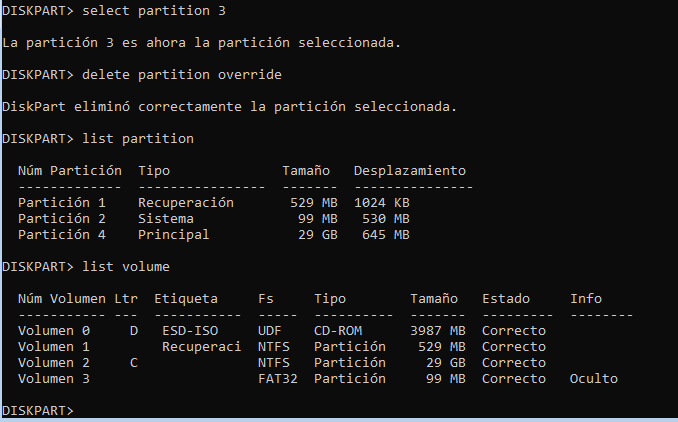 DISKPART> select partition 3
La partición 3 es ahora la partición seleccionada.
DISKPART> delete partition override
DiskPart eliminó correctamente la partición seleccionada.
DISKPART> list partition
Núm Partición  Tipo              Tamaño   Desplazamiento
-------------  ----------------  -------  ---------------
Partición 1    Recuperación       529 MB  1024 KB
Partición 2    Sistema             99 MB   530 MB
Partición 4    Principal           29 GB   645 MB
DISKPART> list volume
Núm Volumen Ltr  Etiqueta     Fs     Tipo        Tamaño   Estado     Info
----------- ---  -----------  -----  ----------  -------  ---------  --------
Volumen 0     D   ESD-ISO      UDF    CD-ROM      3987 MB  Correcto
Volumen 1         Recuperaci   NTFS   Partición    529 MB  Correcto
Volumen 2     C                NTFS   Partición     29 GB  Correcto
Volumen 3                      FAT32  Partición     99 MB  Correcto   Oculto
DISKPART>